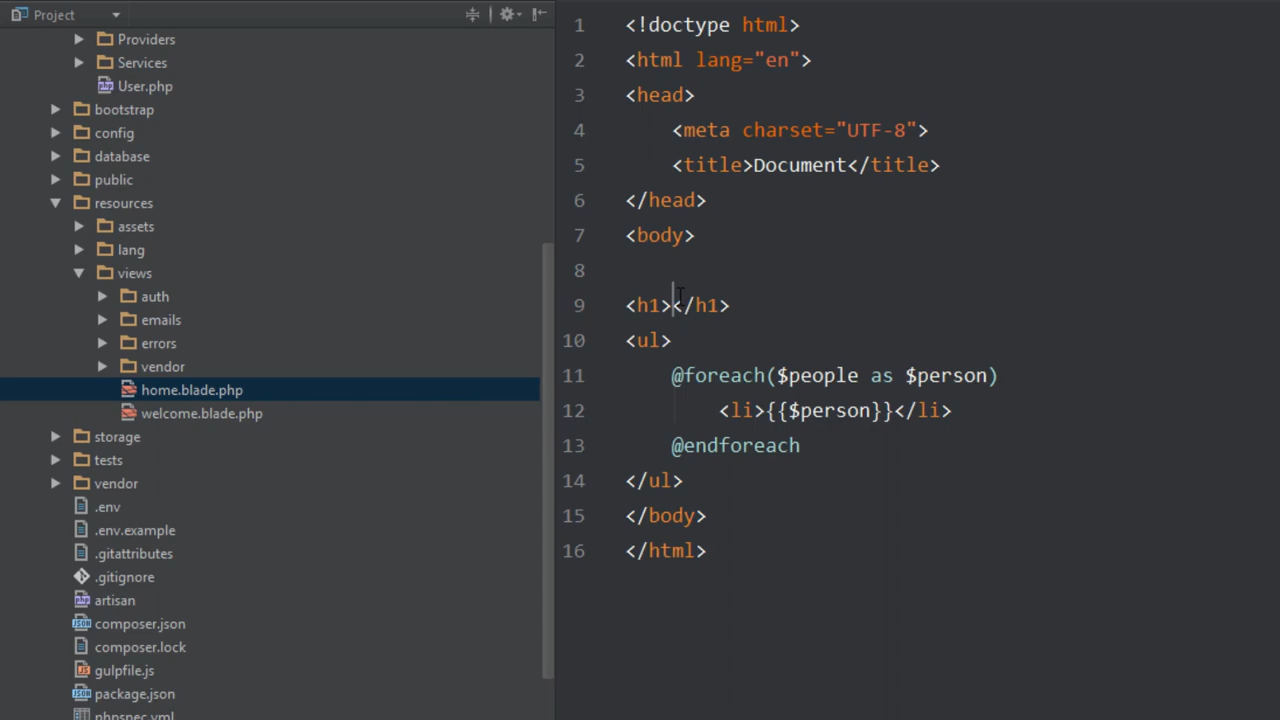 Project
Providers
Services
User.php
bootstrap
config
database
public
resources
assets
lang
views
auth
emails
errors
vendor
home.blade.php
welcome.blade.php
storage
tests
vendor
.env
.env.example
.gitattributes
.gitignore
artisan
composer.json
composer.lock
gulpfile.js
package.json
phpspec.yml
1 <!doctype html>
2 <html lang="en">
3 <head>
4 <meta charset="UTF-8">
5 <title>Document</title>
6 </head>
7 <body>
8
9 <h1></h1>
10 <ul>
11 @foreach($people as $person)
12 <li>{{$person}}</li>
13 @endforeach
14 </ul>
15 </body>
16 </html>